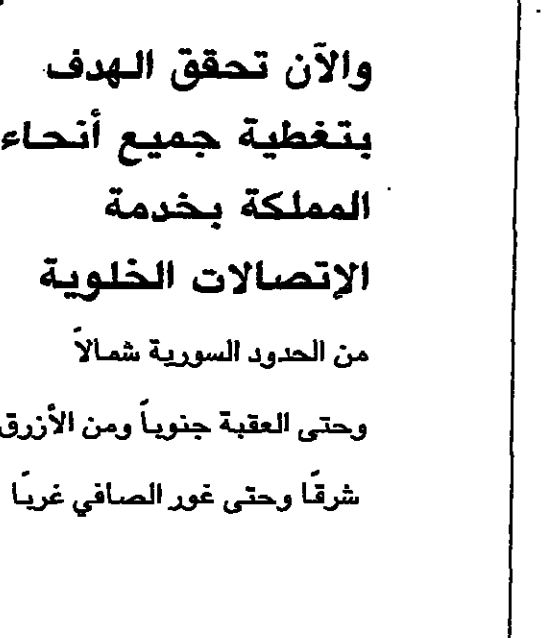 والآن تحقق الهدف
بتغطية جميع أنحاء
المملكة بخدمة
الإتصالات الخلوية
من الحدود السورية شمالاً
وحتى العقبة جنوباً ومن الأزرق
شرقًا وحتى غور الصافي غربًا